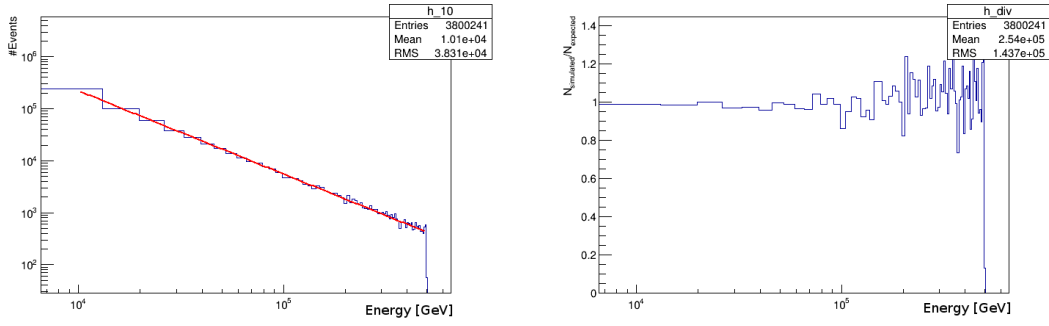 h_10
Entries 3800241
Mean 1.01e+04
RMS 3.831e+04
#Events
10^6
10^5
10^4
10^3
10^2
10^4
10^5
Energy [GeV]
h_div
Entries 3800241
Mean 2.54e+05
RMS 1.437e+05
N_simulated/N_expected
1.4
1.2
1
0.8
0.6
0.4
0.2
0
10^4
10^5
Energy [GeV]